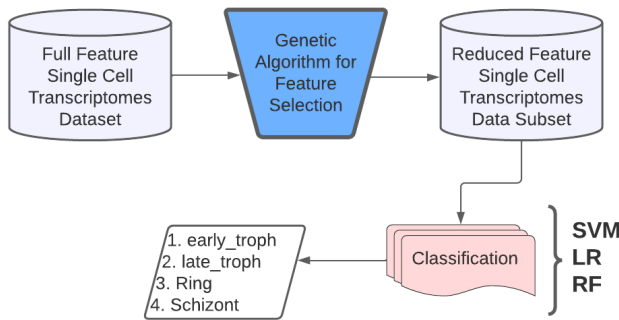 Full Feature
Single Cell
Transcriptomes
Dataset
Genetic
Algorithm for
Feature
Selection
Reduced Feature
Single Cell
Transcriptomes
Data Subset
Classification
SVM
LR
RF
1. early_troph
2. late_troph
3. Ring
4. Schizont